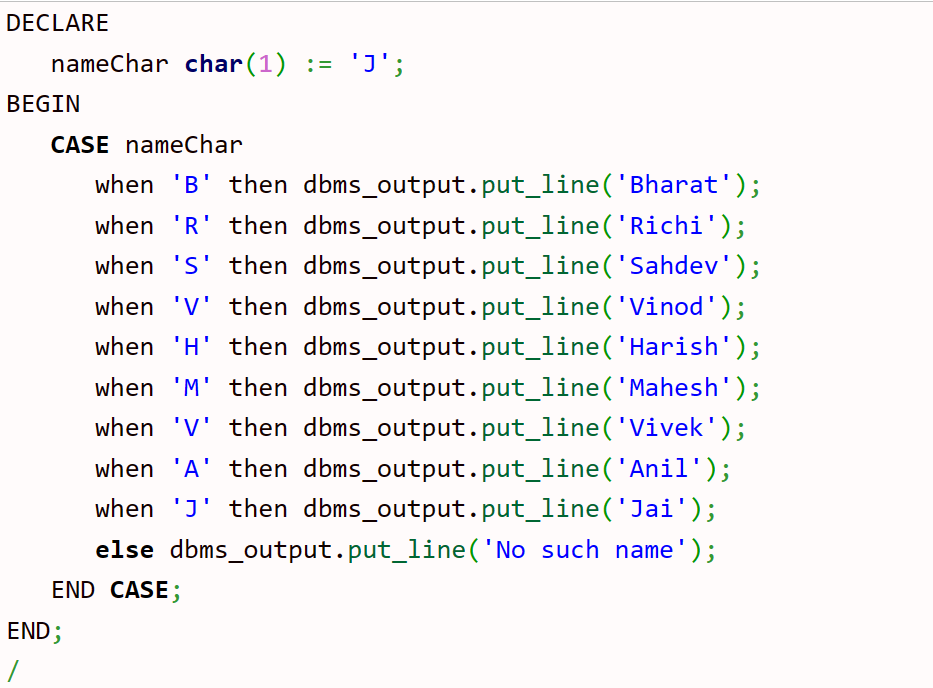 DECLARE
nameChar char(1) := 'J';
BEGIN
CASE nameChar
when 'B' then dbms_output.put_line('Bharat');
when 'R' then dbms_output.put_line('Richi');
when 'S' then dbms_output.put_line('Sahdev');
when 'V' then dbms_output.put_line('Vinod');
when 'H' then dbms_output.put_line('Harish');
when 'M' then dbms_output.put_line('Mahesh');
when 'V' then dbms_output.put_line('Vivek');
when 'A' then dbms_output.put_line('Anil');
when 'J' then dbms_output.put_line('Jai');
else dbms_output.put_line('No such name');
END CASE;
END;
/